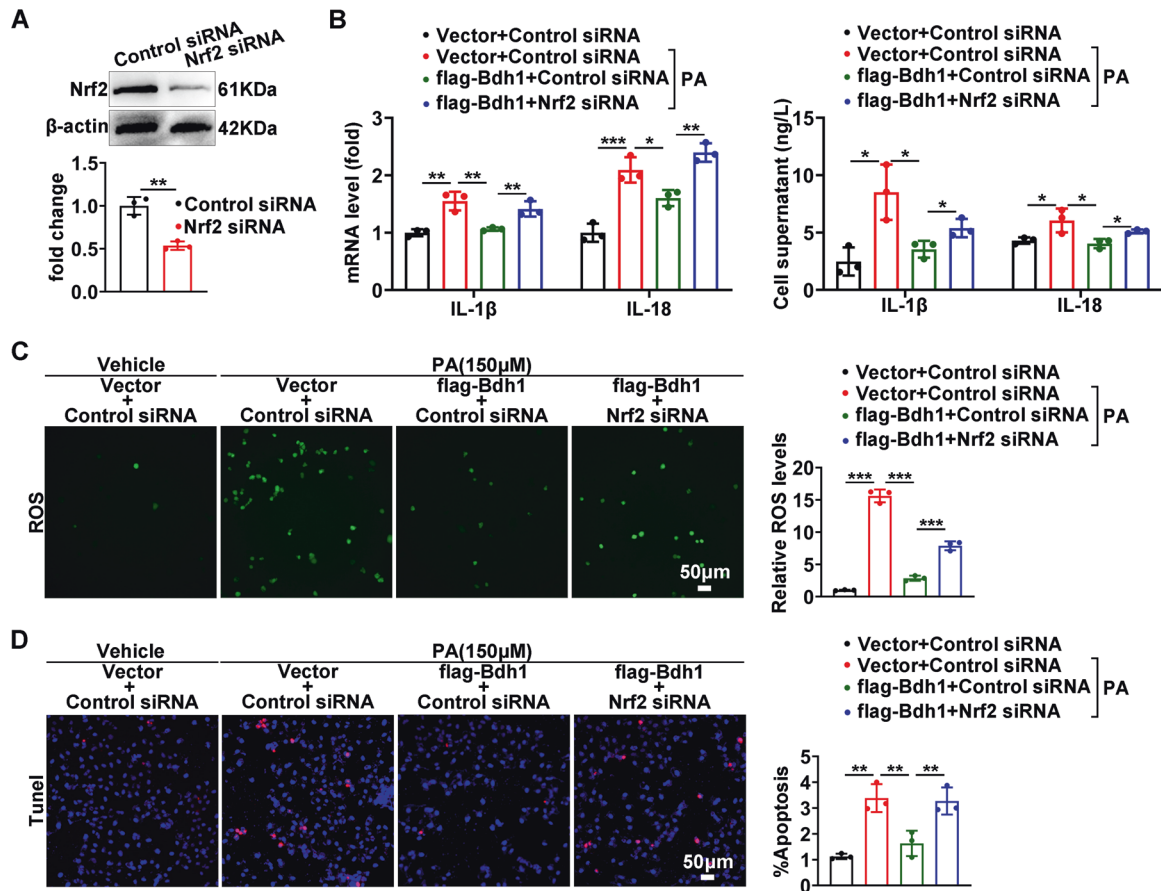 A
Control siRNA
Nrf2 siRNA
Nrf2
61KDa
β-actin
42KDa
fold change
1.5
1.0
0.5
0.0
**
Control siRNA
Nrf2 siRNA
B
Vector+Control siRNA
Vector+Control siRNA
flag-Bdh1+Control siRNA
flag-Bdh1+Nrf2 siRNA
PA
mRNA level (fold)
3
2
1
0
** ** ** *** * **
IL-1β IL-18
Vector+Control siRNA
Vector+Control siRNA
flag-Bdh1+Control siRNA
flag-Bdh1+Nrf2 siRNA
PA
Cell supernatant (ng/L)
15
10
5
0
* * * * * *
IL-1β IL-18
C
Vehicle PA(150μM)
Vector Vector flag-Bdh1 flag-Bdh1
+ + + +
Control siRNA Control siRNA Control siRNA Nrf2 siRNA
ROS
50μm
Vector+Control siRNA
Vector+Control siRNA
flag-Bdh1+Control siRNA
flag-Bdh1+Nrf2 siRNA
PA
Relative ROS levels
20
15
10
5
0
*** *** ***
D
Vehicle PA(150μM)
Vector Vector flag-Bdh1 flag-Bdh1
+ + + +
Control siRNA Control siRNA Control siRNA Nrf2 siRNA
Tunel
50μm
Vector+Control siRNA
Vector+Control siRNA
flag-Bdh1+Control siRNA
flag-Bdh1+Nrf2 siRNA
PA
%Apoptosis
5
4
3
2
1
0
** ** **